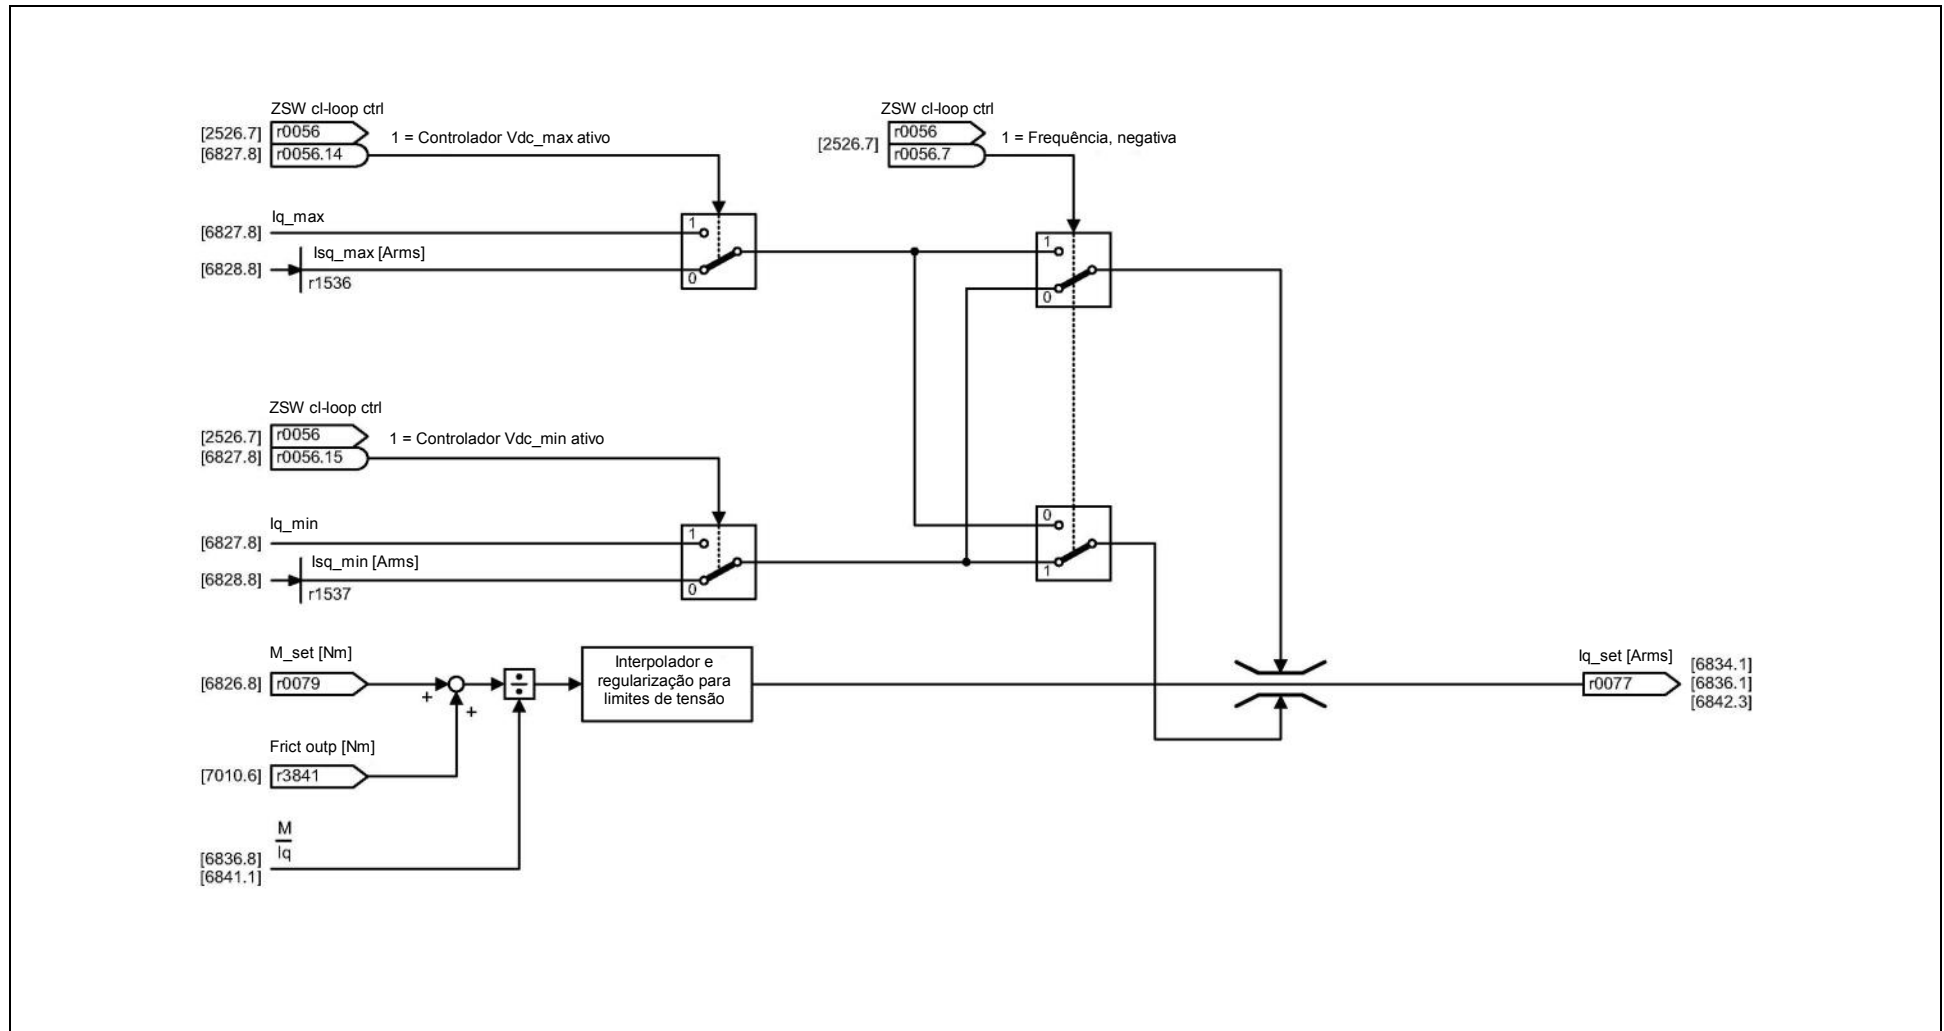 ZSW cl-loop ctrl
[2526.7] r0056
[6827.8] r0056.14
1 = Controlador Vdc_max ativo
ZSW cl-loop ctrl
[2526.7]
r0056
r0056.7
1 = Frequência, negativa
Iq_max
[6827.8]
1
Isq_max [Arms]
[6828.8]
r1536
0
1
0
ZSW cl-loop ctrl
[2526.7] r0056
[6827.8] r0056.15
1 = Controlador Vdc_min ativo
Iq_min
[6827.8]
1
Isq_min [Arms]
[6828.8]
r1537
0
0
1
M_set [Nm]
[6826.8] r0079
+
+
÷
Interpolador e
regularização para
limites de tensão
Iq_set [Arms]
r0077
[6834.1]
[6836.1]
[6842.3]
Frict outp [Nm]
[7010.6] r3841
M
Iq
[6836.8]
[6841.1]